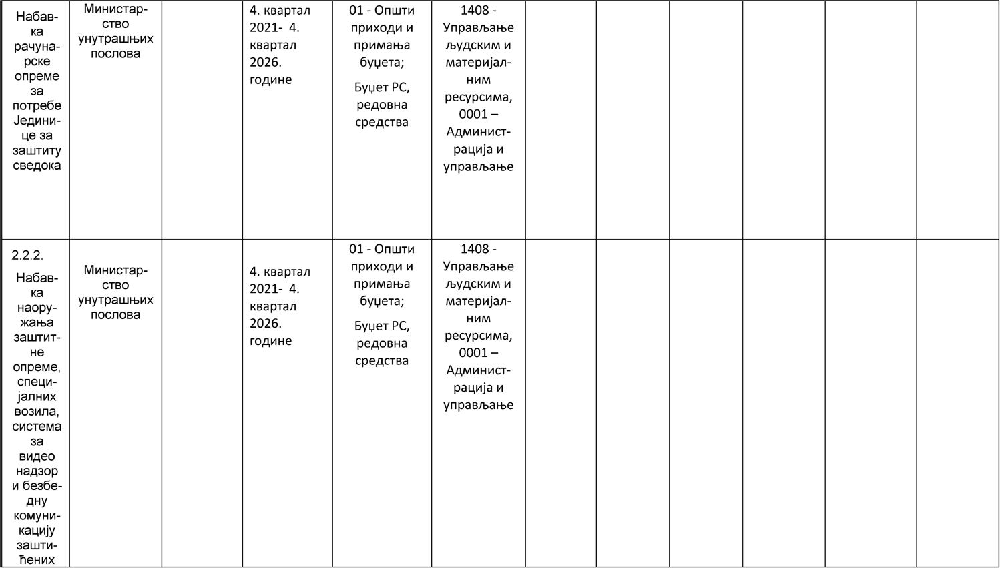 Набав-
ка
рачуна-
рске
опреме
за
потребе
Једини-
це за
заштиту
сведока
Министар-
ство
унутрашњих
послова
4. квартал
2021- 4.
квартал
2026.
године
01 - Општи
приходи и
примања
буџета;
Буџет РС,
редовна
средства
1408 -
Управљање
људским и
материјал-
ним
ресурсима,
0001 –
Админист-
рација и
управљање
2.2.2.
Набав-
ка
наору-
жања
заштит-
не
опреме,
специ-
јалних
возила,
система
за
видео
надзор
и безбе-
дну
комуни-
кацију
зашти-
ћених
Министар-
ство
унутрашњих
послова
4. квартал
2021- 4.
квартал
2026.
године
01 - Општи
приходи и
примања
буџета;
Буџет РС,
редовна
средства
1408 -
Управљање
људским и
материјал-
ним
ресурсима,
0001 –
Админист-
рација и
управљање